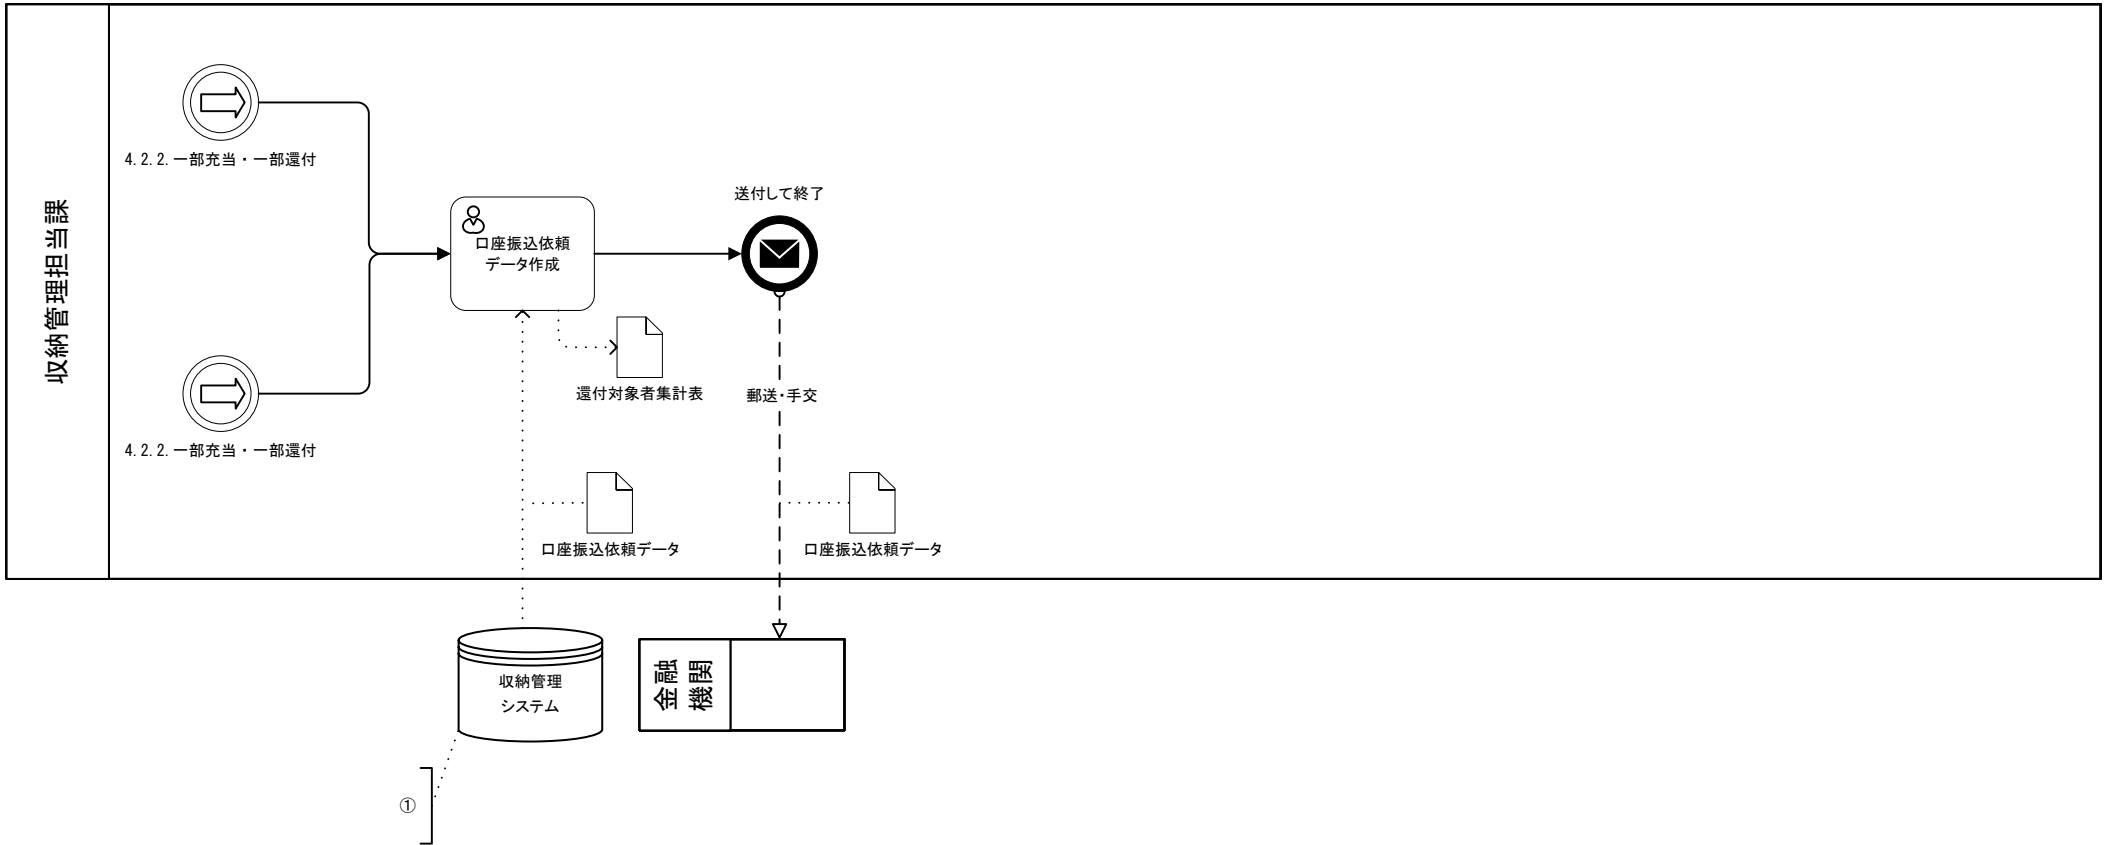 収納管理担当課
4.2.2.一部充当・一部還付
送付して終了
口座振込依頼
データ作成
還付対象者集計表
郵送・手交
4.2.2.一部充当・一部還付
口座振込依頼データ
口座振込依頼データ
収納管理
システム
金融
機関
①